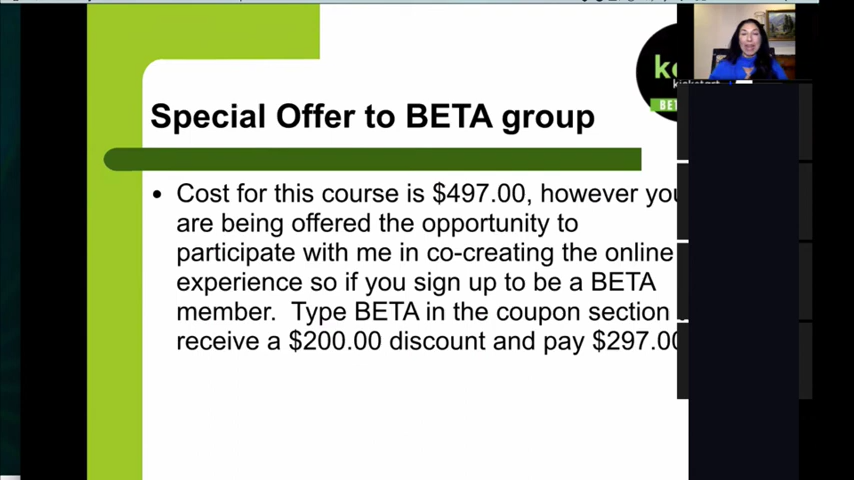 Special Offer to BETA group
• Cost for this course is $497.00, however you
are being offered the opportunity to
participate with me in co-creating the online
experience so if you sign up to be a BETA
member. Type BETA in the coupon section
receive a $200.00 discount and pay $297.00